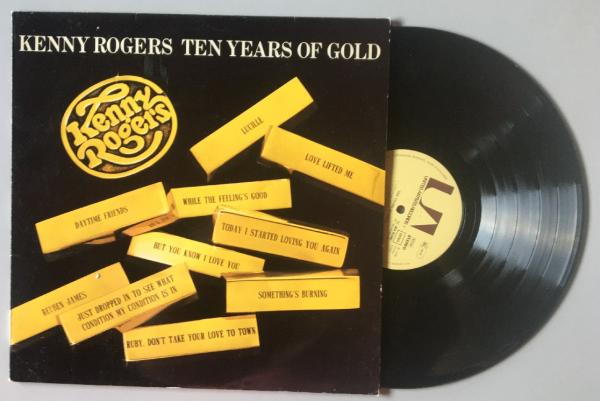 KENNY ROGERS TEN YEARS OF GOLD
Kenny
Rogers
LUCILLE
LOVE LIFTED ME
WHILE THE FEELING'S GOOD
DAYTIME FRIENDS
TODAY I STARTED LOVING YOU AGAIN
BUT YOU KNOW I LOVE YOU
REUBEN JAMES
JUST DROPPED IN TO SEE WHAT
CONDITION MY CONDITION IS IN
SOMETHING'S BURNING
RUBY, DON'T TAKE YOUR LOVE TO TOWN
UA